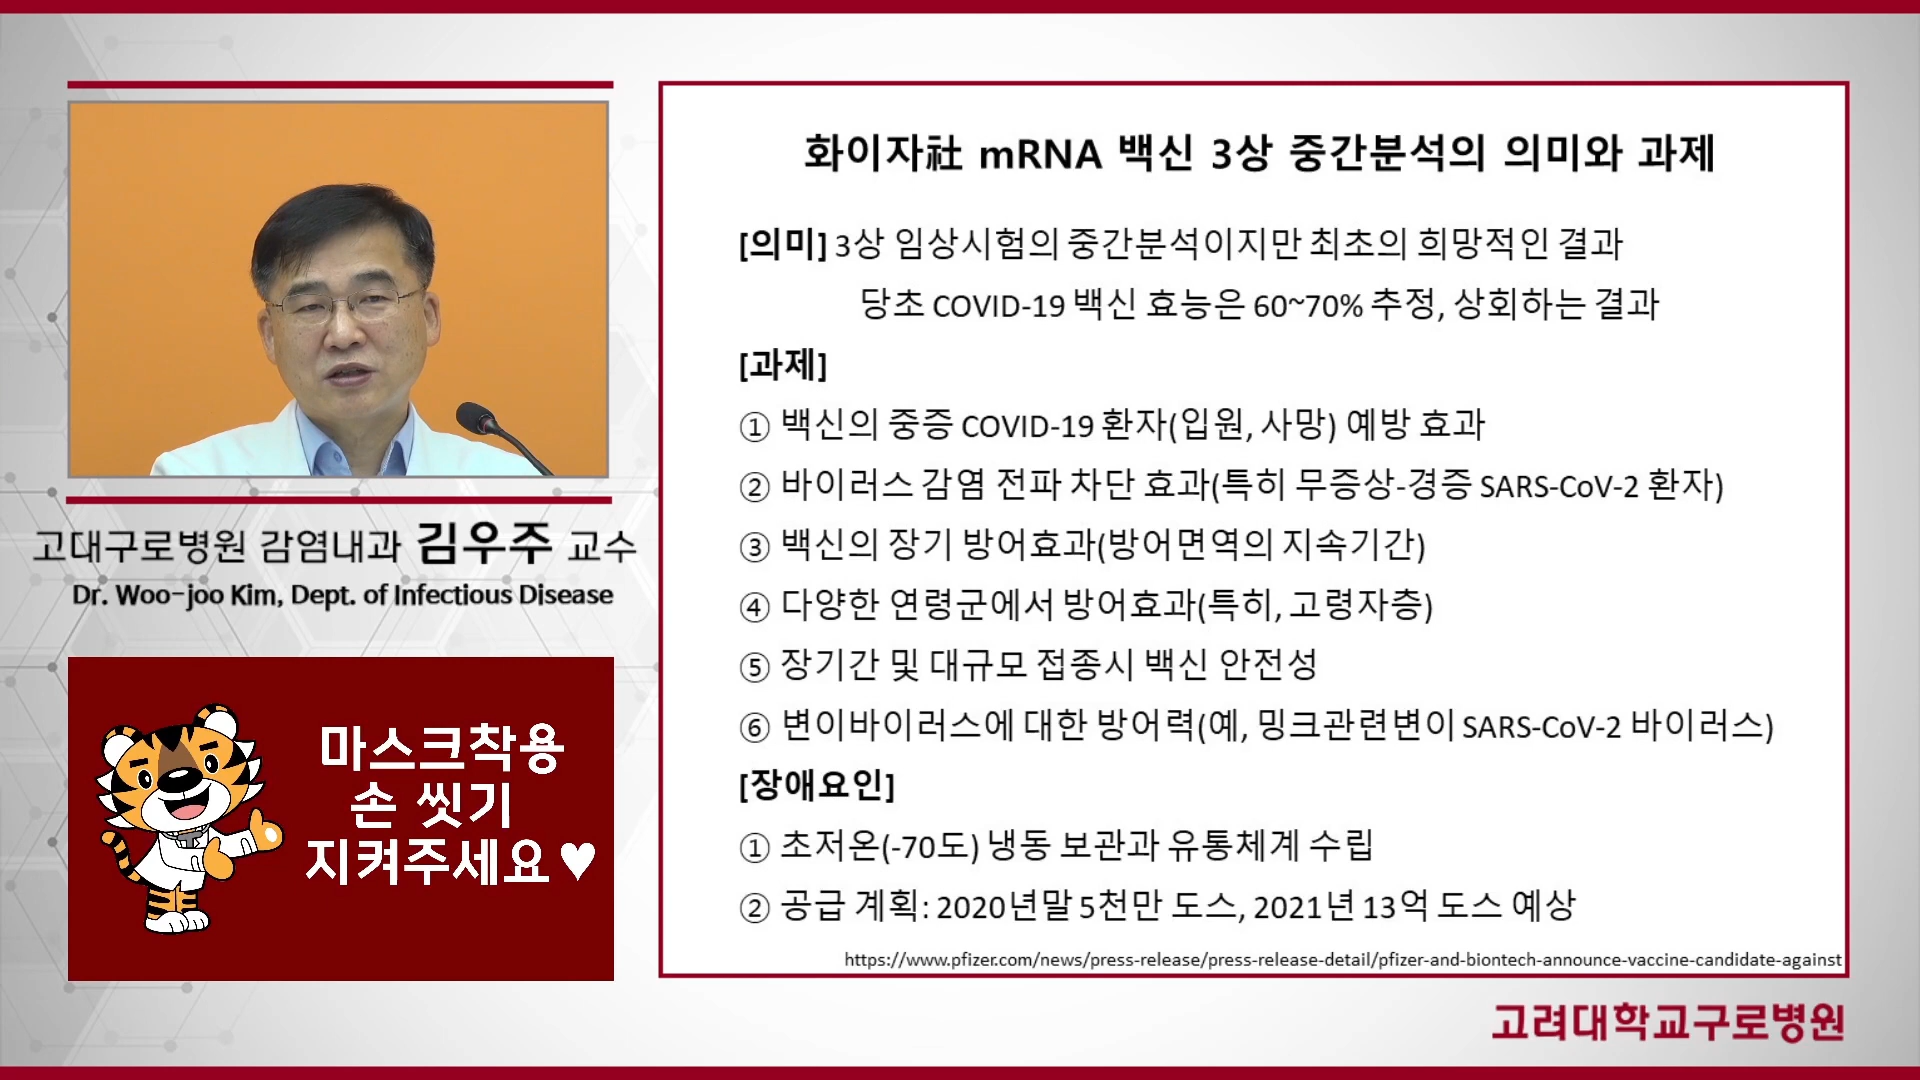 고대구로병원 감염내과 김우주 교수
Dr. Woo-joo Kim, Dept. of Infectious Disease
마스크착용
손 씻기
지켜주세요♥
화이자社 mRNA 백신 3상 중간분석의 의미와 과제
[의미] 3상 임상시험의 중간분석이지만 최초의 희망적인 결과
당초 COVID-19 백신 효능은 60~70% 추정, 상회하는 결과
[과제]
① 백신의 중증 COVID-19 환자(입원, 사망) 예방 효과
② 바이러스 감염 전파 차단 효과(특히 무증상-경증 SARS-CoV-2 환자)
③ 백신의 장기 방어효과(방어면역의 지속기간)
④ 다양한 연령군에서 방어효과(특히, 고령자층)
⑤ 장기간 및 대규모 접종시 백신 안전성
⑥ 변이바이러스에 대한 방어력(예, 밍크관련변이 SARS-CoV-2 바이러스)
[장애요인]
① 초저온(-70도) 냉동 보관과 유통체계 수립
② 공급 계획: 2020년말 5천만 도스, 2021년 13억 도스 예상
https://www.pfizer.com/news/press-release/press-release-detail/pfizer-and-biontech-announce-vaccine-candidate-against
고려대학교구로병원